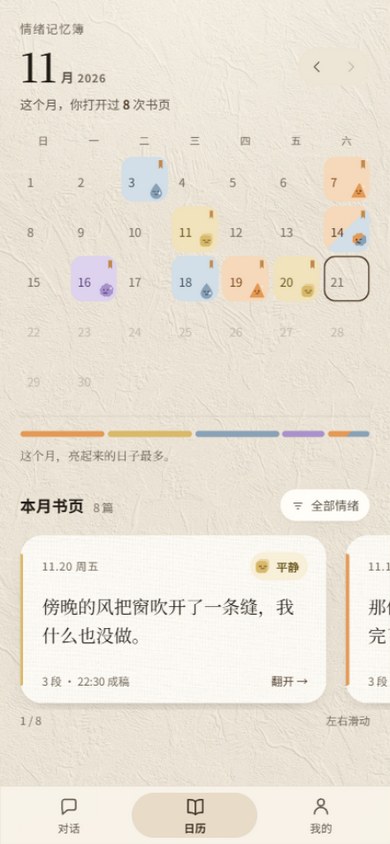 情绪记忆簿
11 月 2026
这个月，你打开过 8 次书页
日 一 二 三 四 五 六
1 2 3 4 5 6 7
8 9 10 11 12 13 14
15 16 17 18 19 20 21
22 23 24 25 26 27 28
29 30
这个月，亮起来的日子最多。
本月书页 8 篇 全部情绪
11.20 周五 平静
傍晚的风把窗吹开了一条缝，我
什么也没做。
3 段 · 22:30 成稿 翻开 →
11.1
那
完
3 段
1 / 8 左右滑动
对话 日历 我的